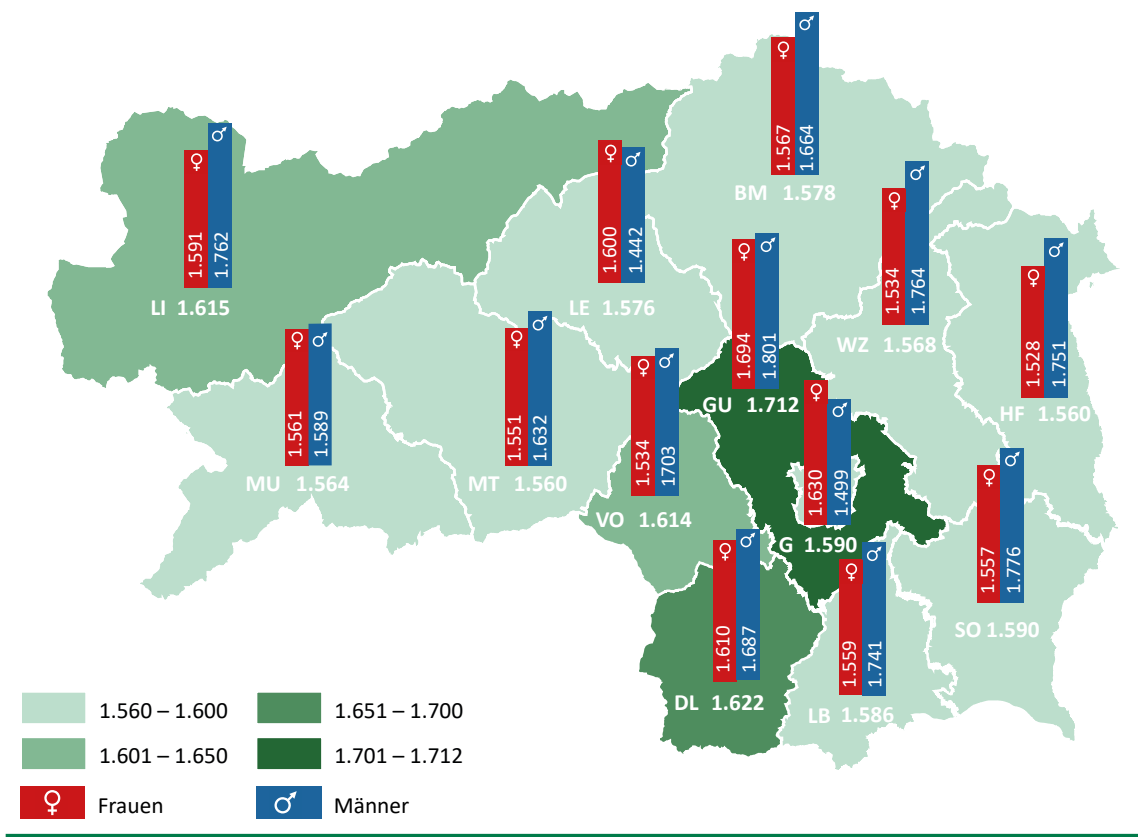 ♀ 1.567 ♂ 1.664
BM 1.578
♀ 1.591 ♂ 1.762
LI 1.615
♀ 1.600 ♂ 1.442
LE 1.576
♀ 1.534 ♂ 1.764
WZ 1.568
♀ 1.694 ♂ 1.801
GU 1.712
♀ 1.528 ♂ 1.751
HF 1.560
♀ 1.561 ♂ 1.589
MU 1.564
♀ 1.551 ♂ 1.632
MT 1.560
♀ 1.534 ♂ 1703
VO 1.614
♀ 1.630 ♂ 1.499
G 1.590
♀ 1.557 ♂ 1.776
SO 1.590
♀ 1.610 ♂ 1.687
DL 1.622
♀ 1.559 ♂ 1.741
LB 1.586
1.560 – 1.600
1.651 – 1.700
1.601 – 1.650
1.701 – 1.712
♀ Frauen
♂ Männer